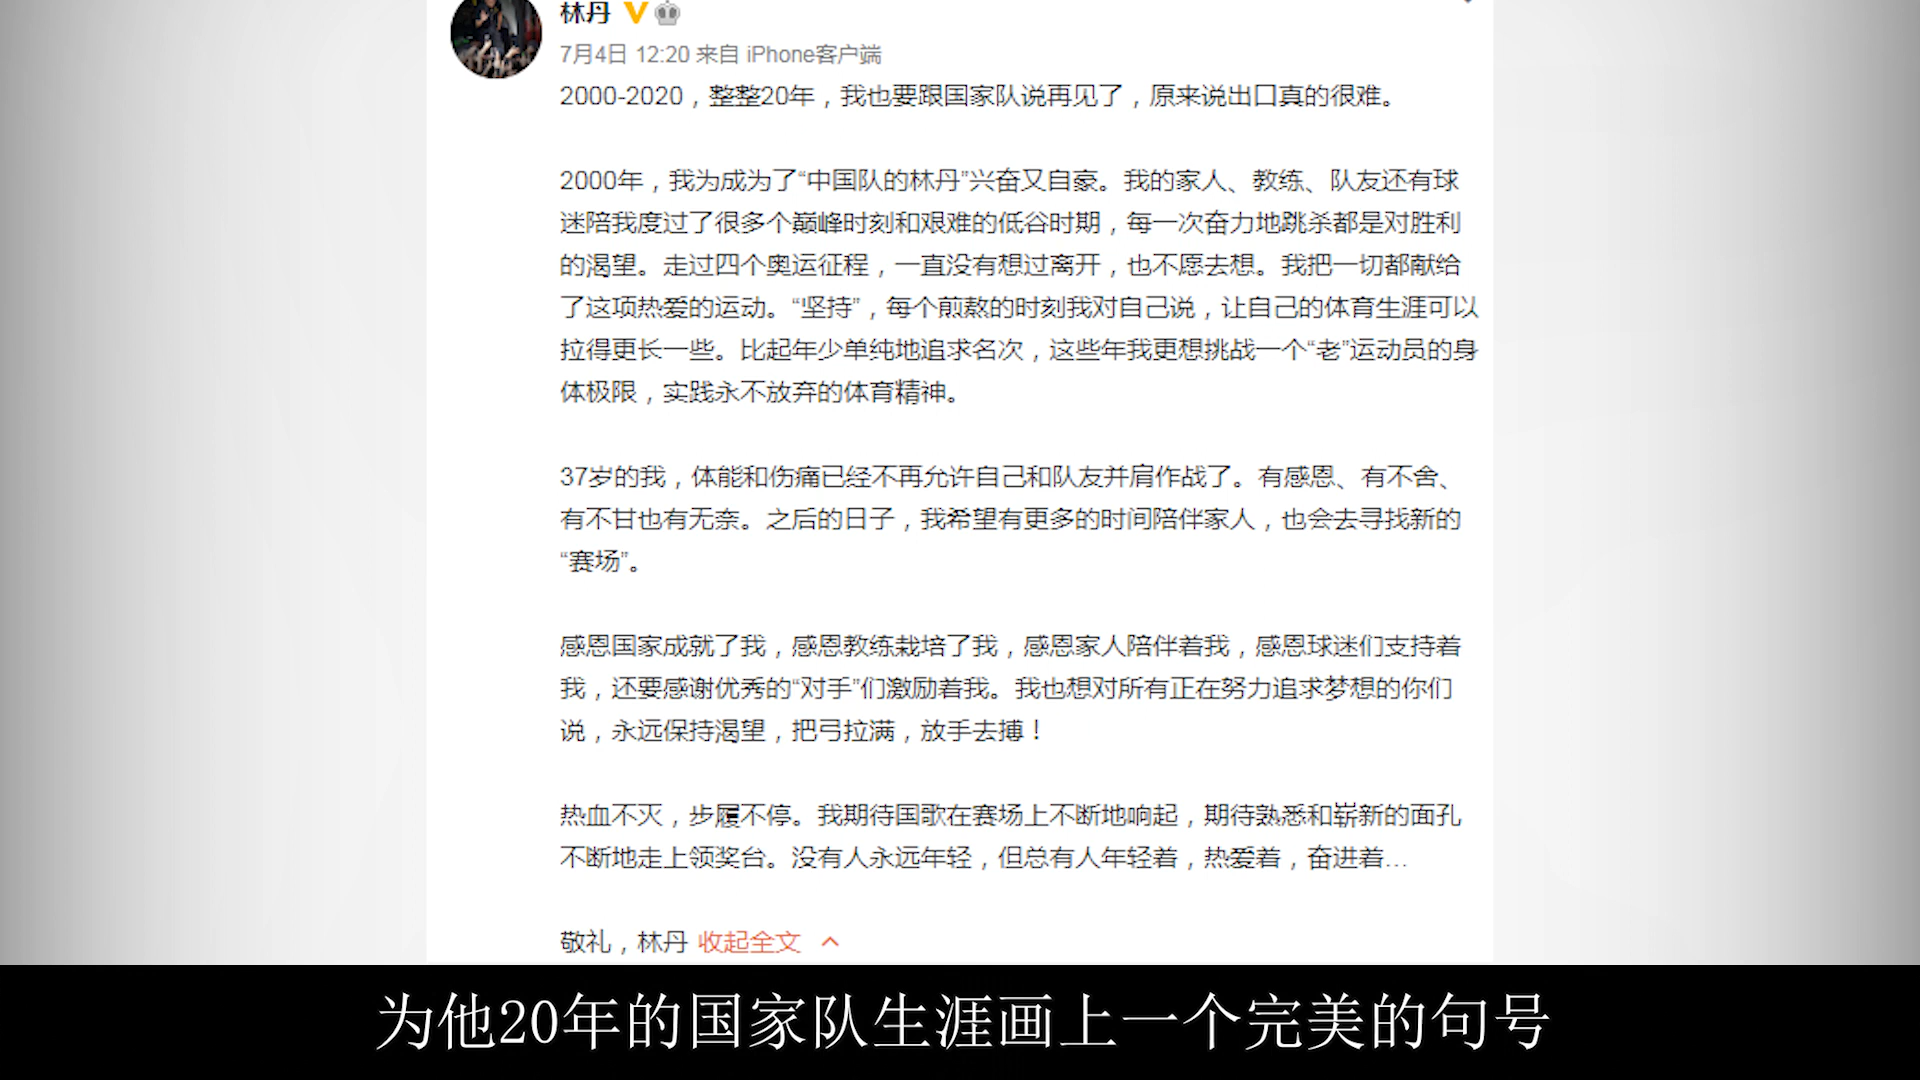 林丹
7月4日 12:20 来自 iPhone客户端
2000-2020，整整20年，我也要跟国家队说再见了，原来说出口真的很难。
2000年，我为成为了“中国队的林丹”兴奋又自豪。我的家人、教练、队友还有球
迷陪我度过了很多个巅峰时刻和艰难的低谷时期，每一次奋力地跳杀都是对胜利
的渴望。走过四个奥运征程，一直没有想过离开，也不愿去想。我把一切都献给
了这项热爱的运动。“坚持”，每个煎熬的时刻我对自己说，让自己的体育生涯可以
拉得更长一些。比起年少单纯地追求名次，这些年我更想挑战一个“老”运动员的身
体极限，实践永不放弃的体育精神。
37岁的我，体能和伤痛已经不再允许自己和队友并肩作战了。有感恩、有不舍、
有不甘也有无奈。之后的日子，我希望有更多的时间陪伴家人，也会去寻找新的
“赛场”。
感恩国家成就了我，感恩教练栽培了我，感恩家人陪伴着我，感恩球迷们支持着
我，还要感谢优秀的“对手”们激励着我。我也想对所有正在努力追求梦想的你们
说，永远保持渴望，把弓拉满，放手去搏！
热血不灭，步履不停。我期待国歌在赛场上不断地响起，期待熟悉和崭新的面孔
不断地走上领奖台。没有人永远年轻，但总有人年轻着，热爱着，奋进着...
敬礼，林丹 收起全文
为他20年的国家队生涯画上一个完美的句号